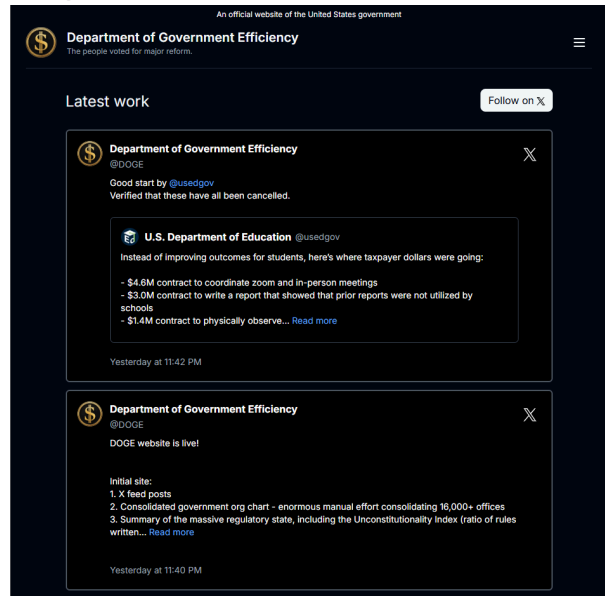 An official website of the United States government
Department of Government Efficiency
The people voted for major reform.
Latest work
Follow on X
Department of Government Efficiency
@DOGE
Good start by @usedgov
Verified that these have all been cancelled.
U.S. Department of Education @usedgov
Instead of improving outcomes for students, here's where taxpayer dollars were going:
- $4.6M contract to coordinate zoom and in-person meetings
- $3.0M contract to write a report that showed that prior reports were not utilized by
schools
- $1.4M contract to physically observe... Read more
Yesterday at 11:42 PM
Department of Government Efficiency
@DOGE
DOGE website is live!
Initial site:
1. X feed posts
2. Consolidated government org chart - enormous manual effort consolidating 16,000+ offices
3. Summary of the massive regulatory state, including the Unconstitutionality Index (ratio of rules
written... Read more
Yesterday at 11:40 PM